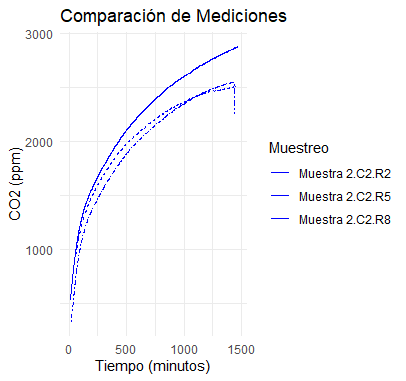 Comparación de Mediciones
3000
2000
1000
CO2 (ppm)
0
500
1000
1500
Tiempo (minutos)
Muestreo
Muestra 2.C2.R2
Muestra 2.C2.R5
Muestra 2.C2.R8